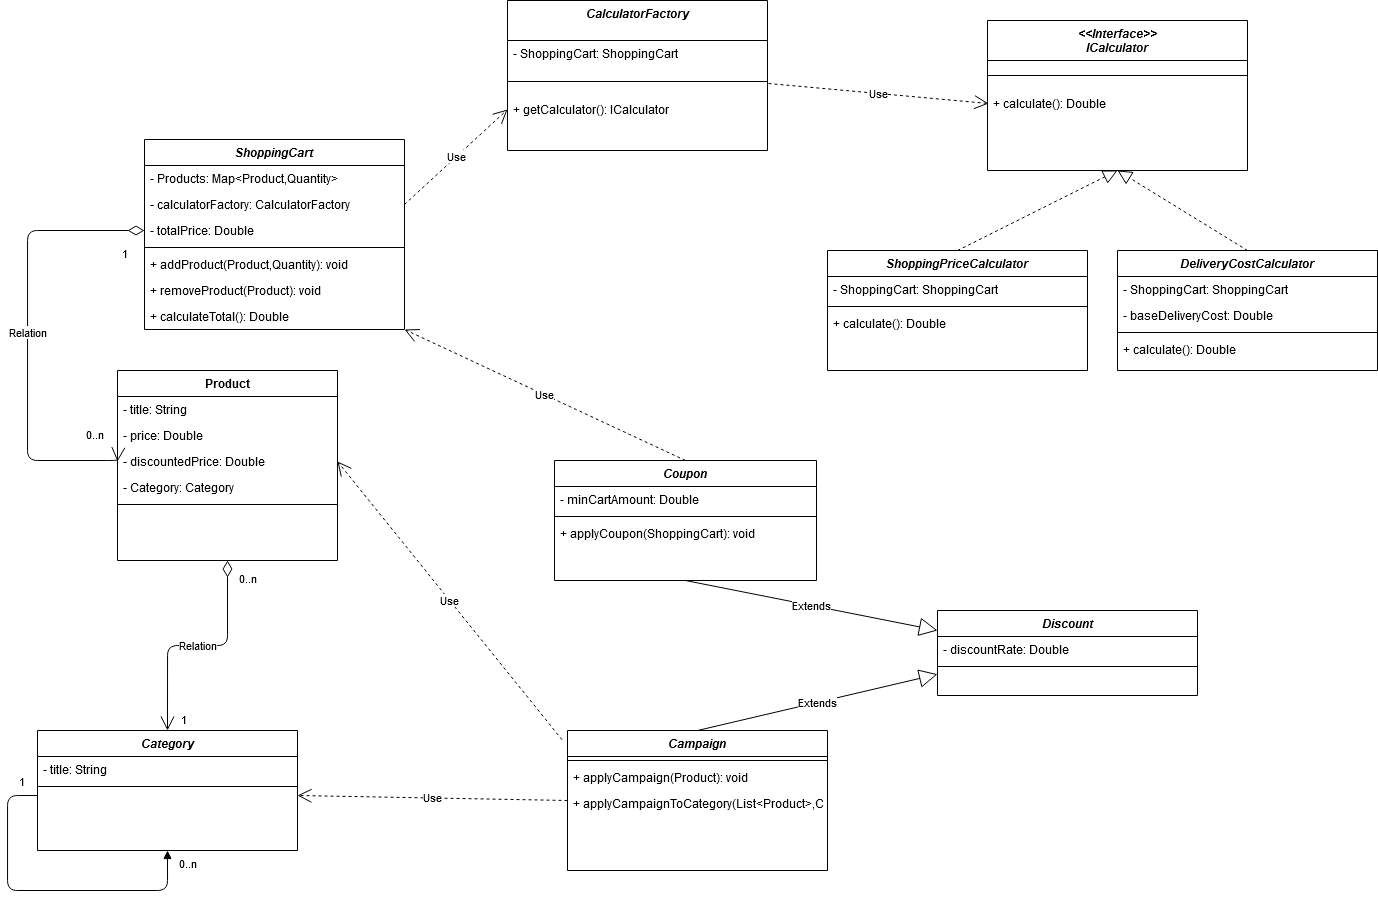 CalculatorFactory
- ShoppingCart: ShoppingCart
+ getCalculator(): ICalculator
<<Interface>>
ICalculator
+ calculate(): Double
Use
Use
ShoppingCart
- Products: Map<Product,Quantity>
- calculatorFactory: CalculatorFactory
- totalPrice: Double
+ addProduct(Product,Quantity): void
+ removeProduct(Product): void
+ calculateTotal(): Double
1
Relation
0..n
ShoppingPriceCalculator
- ShoppingCart: ShoppingCart
+ calculate(): Double
DeliveryCostCalculator
- ShoppingCart: ShoppingCart
- baseDeliveryCost: Double
+ calculate(): Double
Product
- title: String
- price: Double
- discountedPrice: Double
- Category: Category
Use
Coupon
- minCartAmount: Double
+ applyCoupon(ShoppingCart): void
0..n
Relation
1
Use
Extends
Discount
- discountRate: Double
Extends
Category
- title: String
1
0..n
Use
Campaign
+ applyCampaign(Product): void
+ applyCampaignToCategory(List<Product>,C